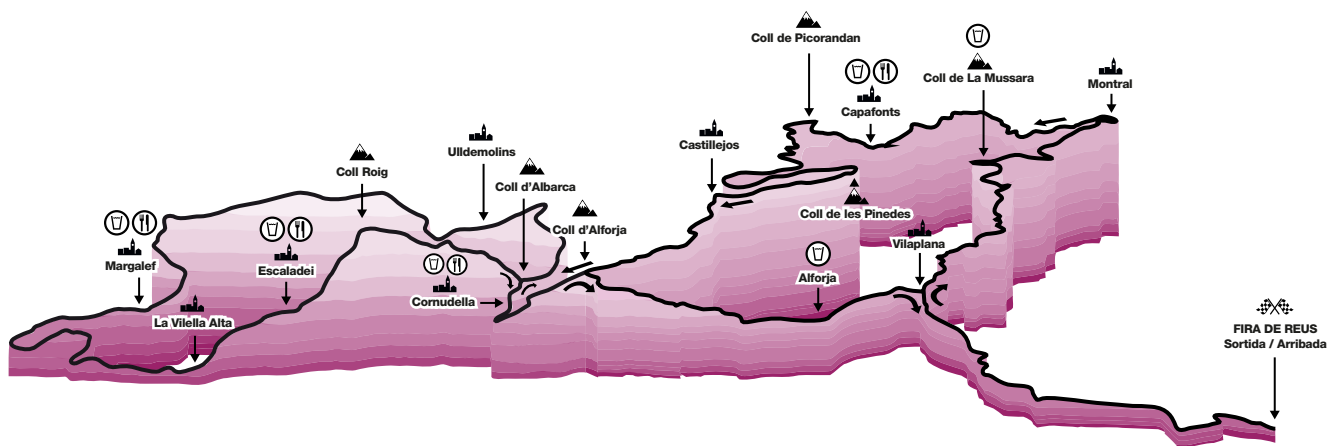 Coll de Picorandan
Coll de La Mussara
Montral
Capafonts
Castillejos
Ulldemolins
Coll Roig
Coll d'Albarca
Coll d'Alforja
Coll de les Pinedes
Vilaplana
Margalef
Escaladei
Alforja
Cornudella
La Vilella Alta
FIRA DE REUS
Sortida / Arribada